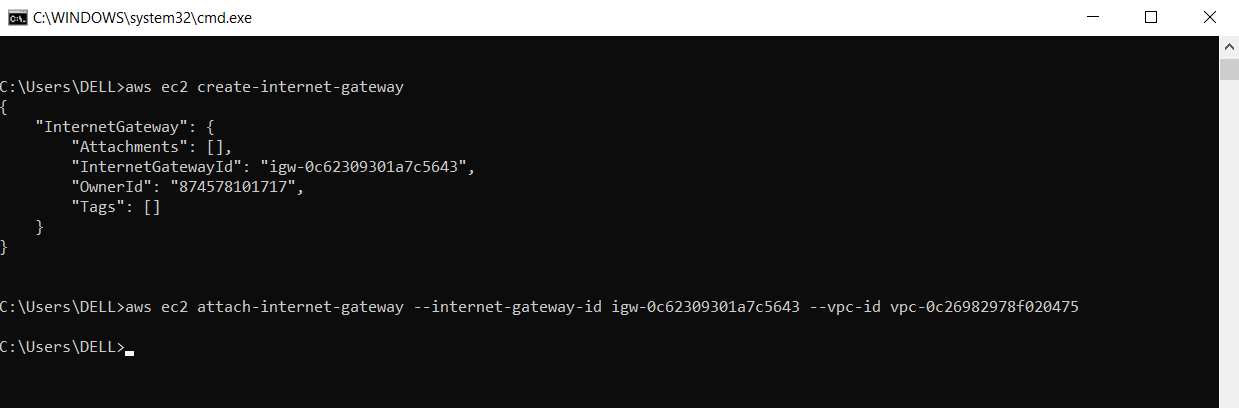 C:\WINDOWS\system32\cmd.exe
C:\Users\DELL>aws ec2 create-internet-gateway
{
    "InternetGateway": {
        "Attachments": [],
        "InternetGatewayId": "igw-0c62309301a7c5643",
        "OwnerId": "874578101717",
        "Tags": []
    }
}
C:\Users\DELL>aws ec2 attach-internet-gateway --internet-gateway-id igw-0c62309301a7c5643 --vpc-id vpc-0c26982978f020475
C:\Users\DELL>